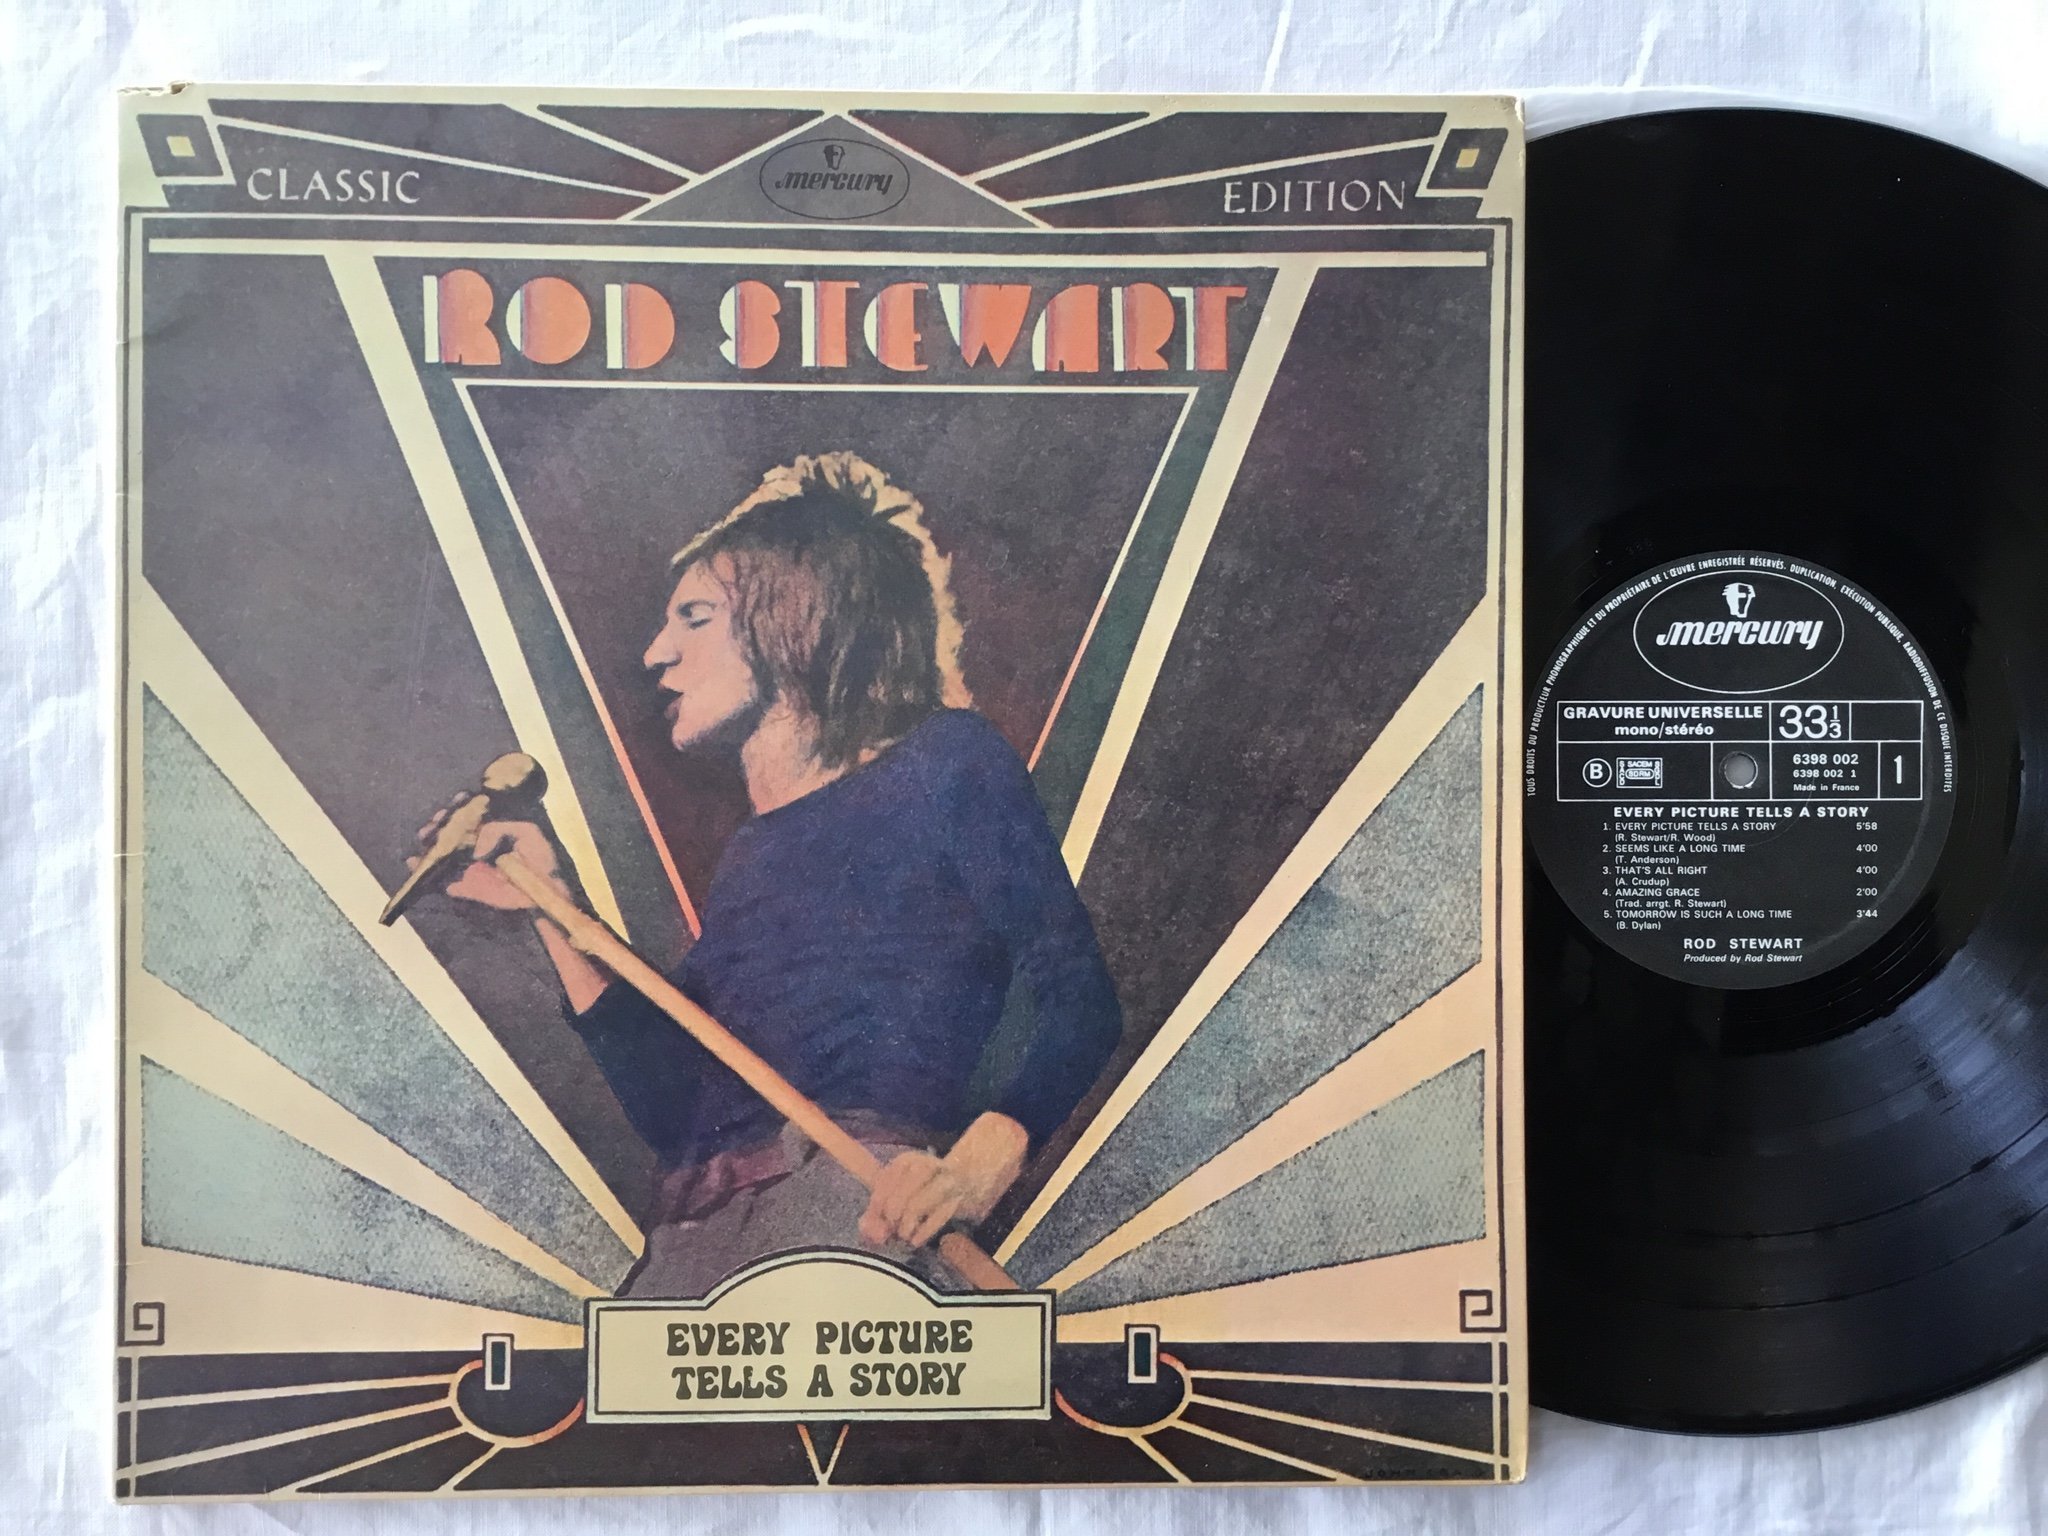 CLASSIC
mercury
EDITION
ROD STEWART
EVERY PICTURE
TELLS A STORY
TOUS DROITS DU PRODUCTEUR PHONOGRAPHIQUE ET DU PROPRIÉTAIRE DE L'ŒUVRE ENREGISTRÉE RÉSERVÉS. DUPLICATION, EXÉCUTION PUBLIQUE, RADIODIFFUSION DE CE DISQUE INTERDITES
mercury
GRAVURE UNIVERSELLE
mono/stéréo
33 1/3
B
SACEM
SDRM
6398 002
6398 002 1
Made in France
1
EVERY PICTURE TELLS A STORY
1. EVERY PICTURE TELLS A STORY 5'58
(R. Stewart/R. Wood)
2. SEEMS LIKE A LONG TIME 4'00
(T. Anderson)
3. THAT'S ALL RIGHT 4'00
(A. Crudup)
4. AMAZING GRACE 2'00
(Trad. arrgt. R. Stewart)
5. TOMORROW IS SUCH A LONG TIME 3'44
(B. Dylan)
ROD STEWART
Produced by Rod Stewart